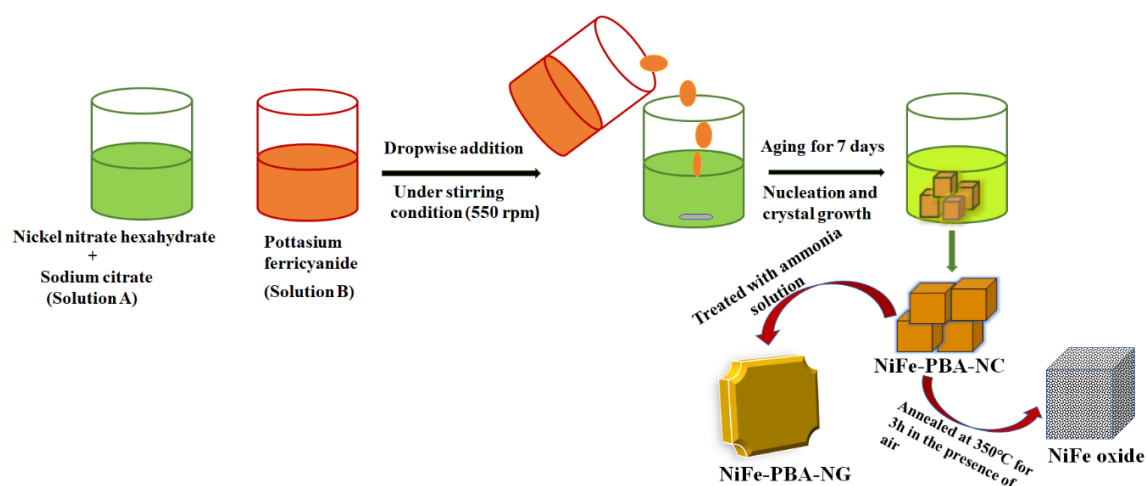 Nickel nitrate hexahydrate
+
Sodium citrate
(Solution A)
Pottasium
ferricyanide
(Solution B)
Dropwise addition
Under stirring
condition (550 rpm)
Aging for 7 days
Nucleation and
crystal growth
Treated with ammonia
solution
NiFe-PBA-NC
NiFe-PBA-NG
Annealed at 350°C for
3h in the presence of
air
NiFe oxide